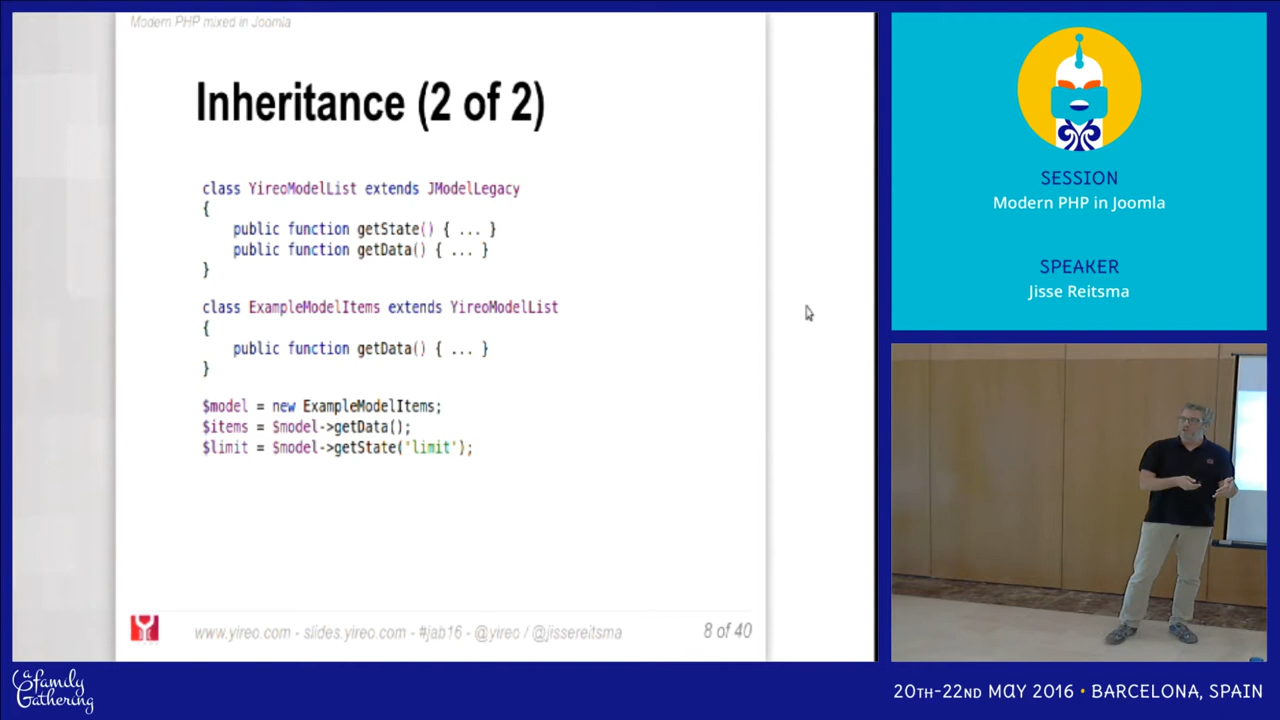 Modern PHP mixed in Joomla
Inheritance (2 of 2)
class YireoModelList extends JModelLegacy
{
public function getState() { ... }
public function getData() { ... }
}
class ExampleModelItems extends YireoModelList
{
public function getData() { ... }
}
$model = new ExampleModelItems;
$items = $model->getData();
$limit = $model->getState('limit');
www.yireo.com - slides.yireo.com - #jab16 - @yireo / @jissereitsma
8 of 40
SESSION
Modern PHP in Joomla
SPEAKER
Jisse Reitsma
a family
Gathering
20TH-22ND MAY 2016 • BARCELONA, SPAIN